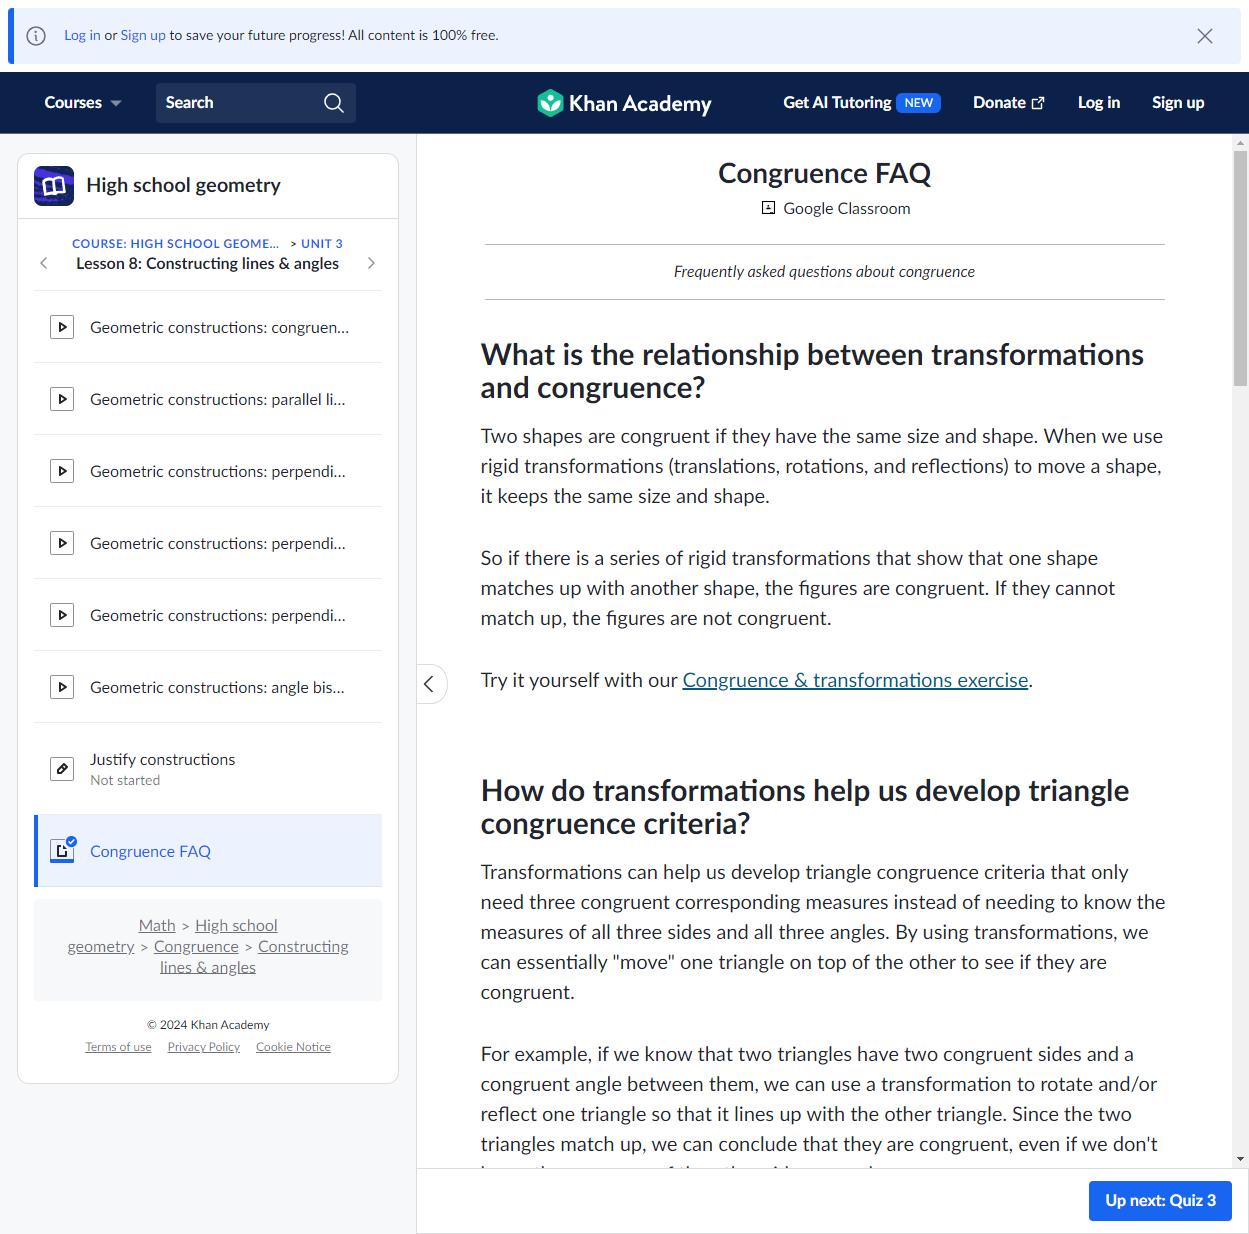 Log in or Sign up to save your future progress! All content is 100% free.
Courses
Search
Khan Academy
Get AI Tutoring NEW
Donate
Log in
Sign up
High school geometry
COURSE: HIGH SCHOOL GEOME... > UNIT 3
Lesson 8: Constructing lines & angles
Geometric constructions: congruen...
Geometric constructions: parallel li...
Geometric constructions: perpendi...
Geometric constructions: perpendi...
Geometric constructions: perpendi...
Geometric constructions: angle bis...
Justify constructions
Not started
Congruence FAQ
Math > High school
geometry > Congruence > Constructing
lines & angles
© 2024 Khan Academy
Terms of use Privacy Policy Cookie Notice
Congruence FAQ
Google Classroom
Frequently asked questions about congruence
What is the relationship between transformations
and congruence?
Two shapes are congruent if they have the same size and shape. When we use
rigid transformations (translations, rotations, and reflections) to move a shape,
it keeps the same size and shape.
So if there is a series of rigid transformations that show that one shape
matches up with another shape, the figures are congruent. If they cannot
match up, the figures are not congruent.
Try it yourself with our Congruence & transformations exercise.
How do transformations help us develop triangle
congruence criteria?
Transformations can help us develop triangle congruence criteria that only
need three congruent corresponding measures instead of needing to know the
measures of all three sides and all three angles. By using transformations, we
can essentially "move" one triangle on top of the other to see if they are
congruent.
For example, if we know that two triangles have two congruent sides and a
congruent angle between them, we can use a transformation to rotate and/or
reflect one triangle so that it lines up with the other triangle. Since the two
triangles match up, we can conclude that they are congruent, even if we don't
Up next: Quiz 3